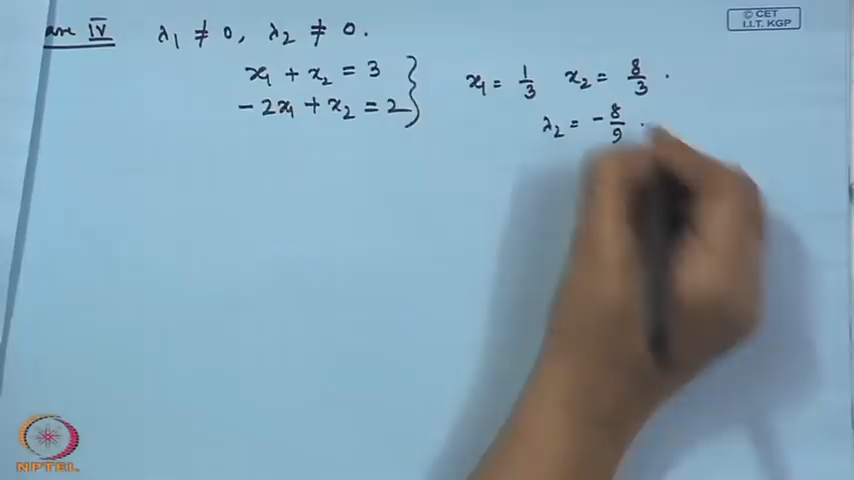 Case IV λ₁ ≠ 0, λ₂ ≠ 0.
x₁ + x₂ = 3
- 2x₁ + x₂ = 2 }
x₁ = 1/3 x₂ = 8/3 .
λ₂ = - 8/9 .
© CET
I.I.T. KGP
NPTEL